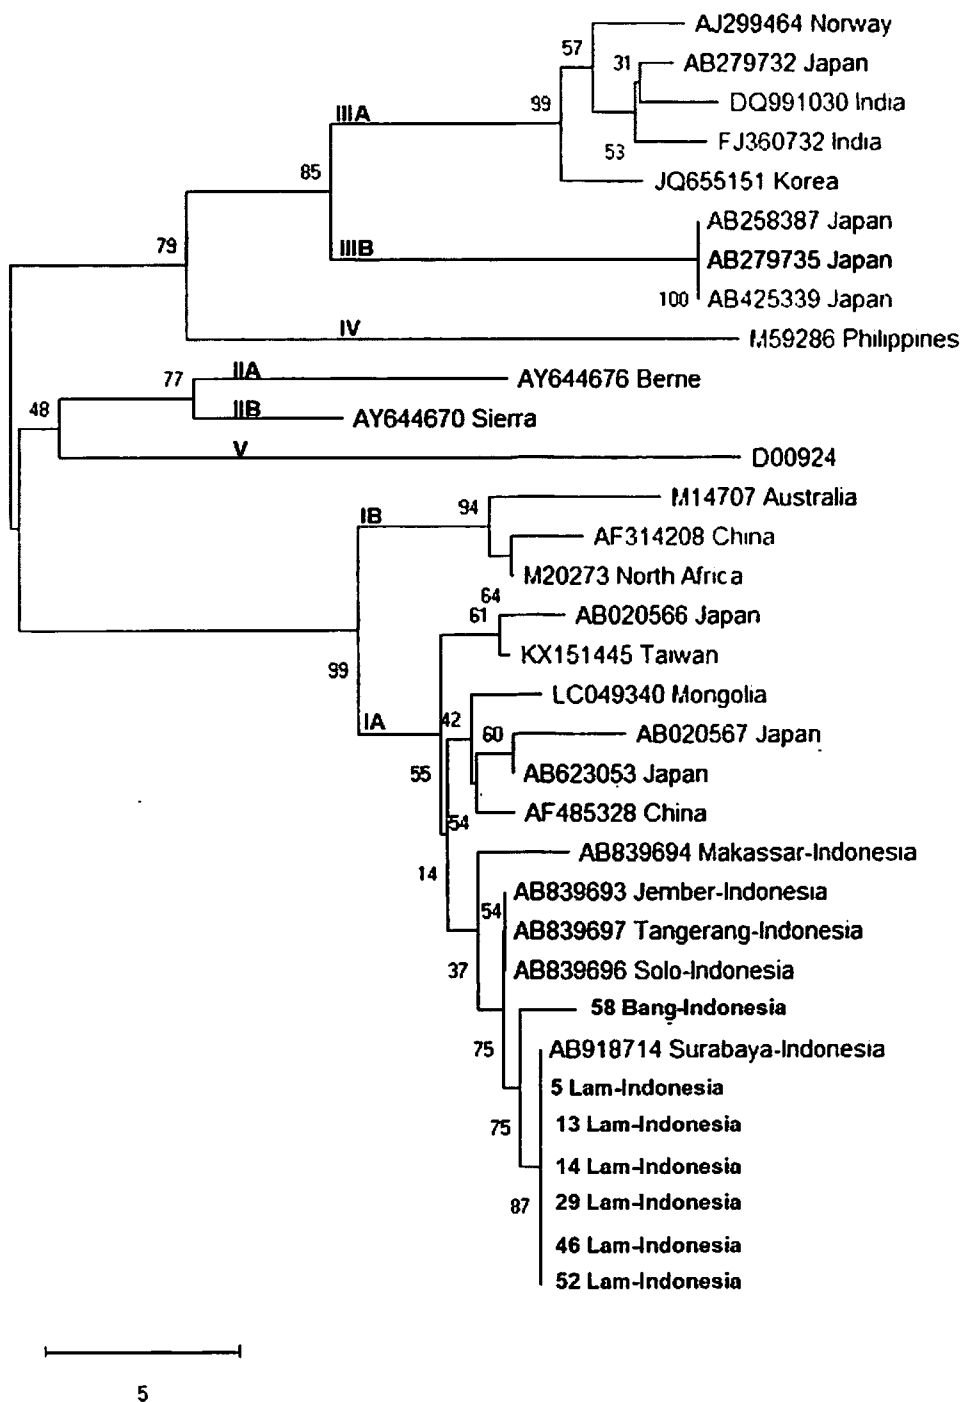 AJ299464 Norway
57
31
AB279732 Japan
99
DQ991030 India
IIIA
FJ360732 India
53
85
JQ655151 Korea
AB258387 Japan
79
IIIB
AB279735 Japan
100
AB425339 Japan
IV
M59286 Philippines
77
IIA
AY644676 Berne
48
IIB
AY644670 Sierra
V
D00924
94
M14707 Australia
IB
AF314208 China
M20273 North Africa
64
61
AB020566 Japan
99
KX151445 Taiwan
LC049340 Mongolia
IA
42
60
AB020567 Japan
55
AB623053 Japan
54
AF485328 China
AB839694 Makassar-Indonesia
14
AB839693 Jember-Indonesia
54
AB839697 Tangerang-Indonesia
37
AB839696 Solo-Indonesia
58 Bang-Indonesia
75
AB918714 Surabaya-Indonesia
5 Lam-Indonesia
75
13 Lam-Indonesia
14 Lam-Indonesia
87
29 Lam-Indonesia
46 Lam-Indonesia
52 Lam-Indonesia
5